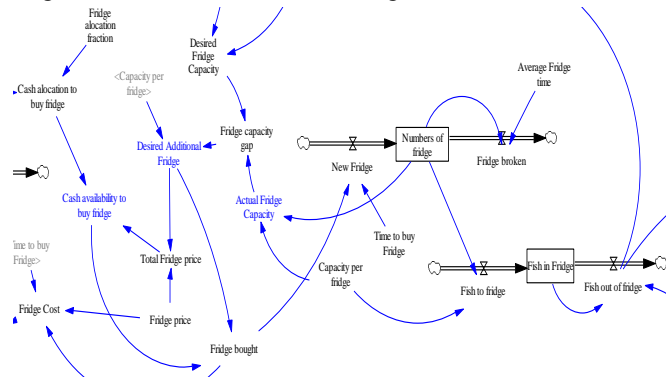 Fridge
alocation
fraction
Desired
Fridge
Capacity
<Capacity per
fridge>
Average Fridge
time
Cash alocation to
buy fridge
Fridge capacity
gap
Numbers of
fridge
Desired Additional
Fridge
New Fridge
Fridge broken
Cash availability to
buy fridge
Actual Fridge
Capacity
Time to buy
Fridge
Time to buy
Fridge>
Total Fridge price
Capacity per
fridge
Fish in Fridge
Fish to fridge
Fish out of fridge
Fridge Cost
Fridge price
Fridge bought